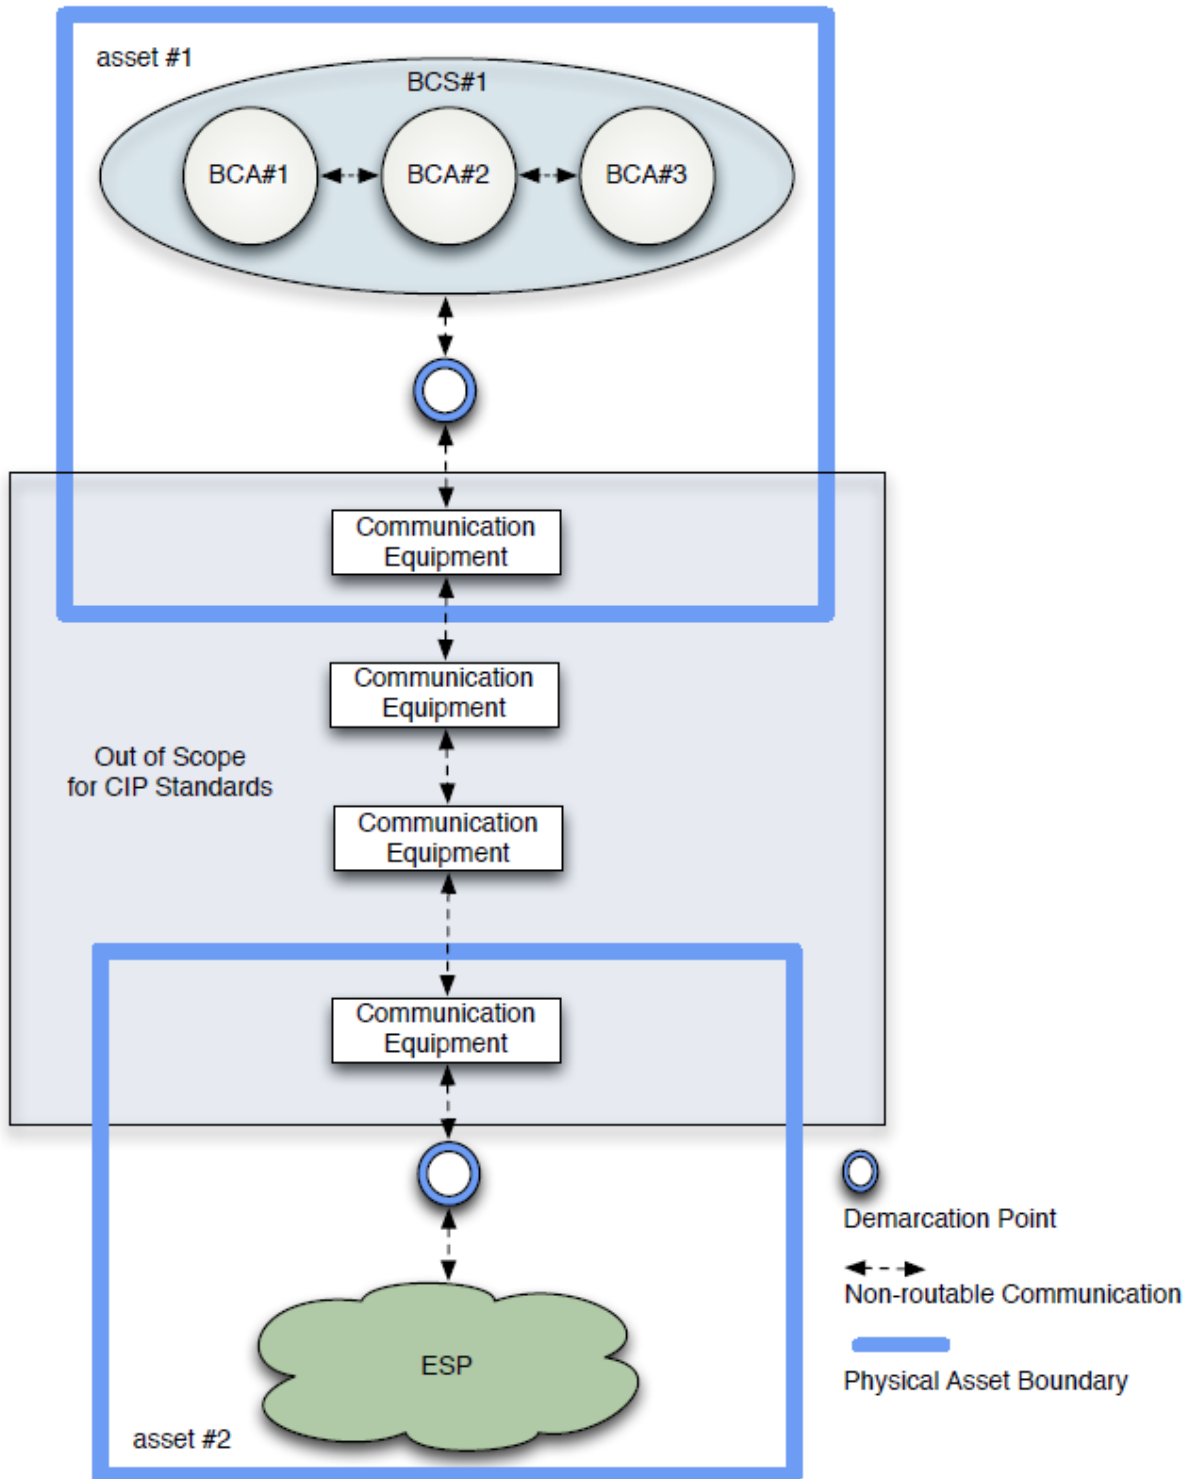 asset #1
BCS#1
BCA#1
BCA#2
BCA#3
Communication
Equipment
Communication
Equipment
Out of Scope
for CIP Standards
Communication
Equipment
Communication
Equipment
Demarcation Point
Non-routable Communication
ESP
Physical Asset Boundary
asset #2